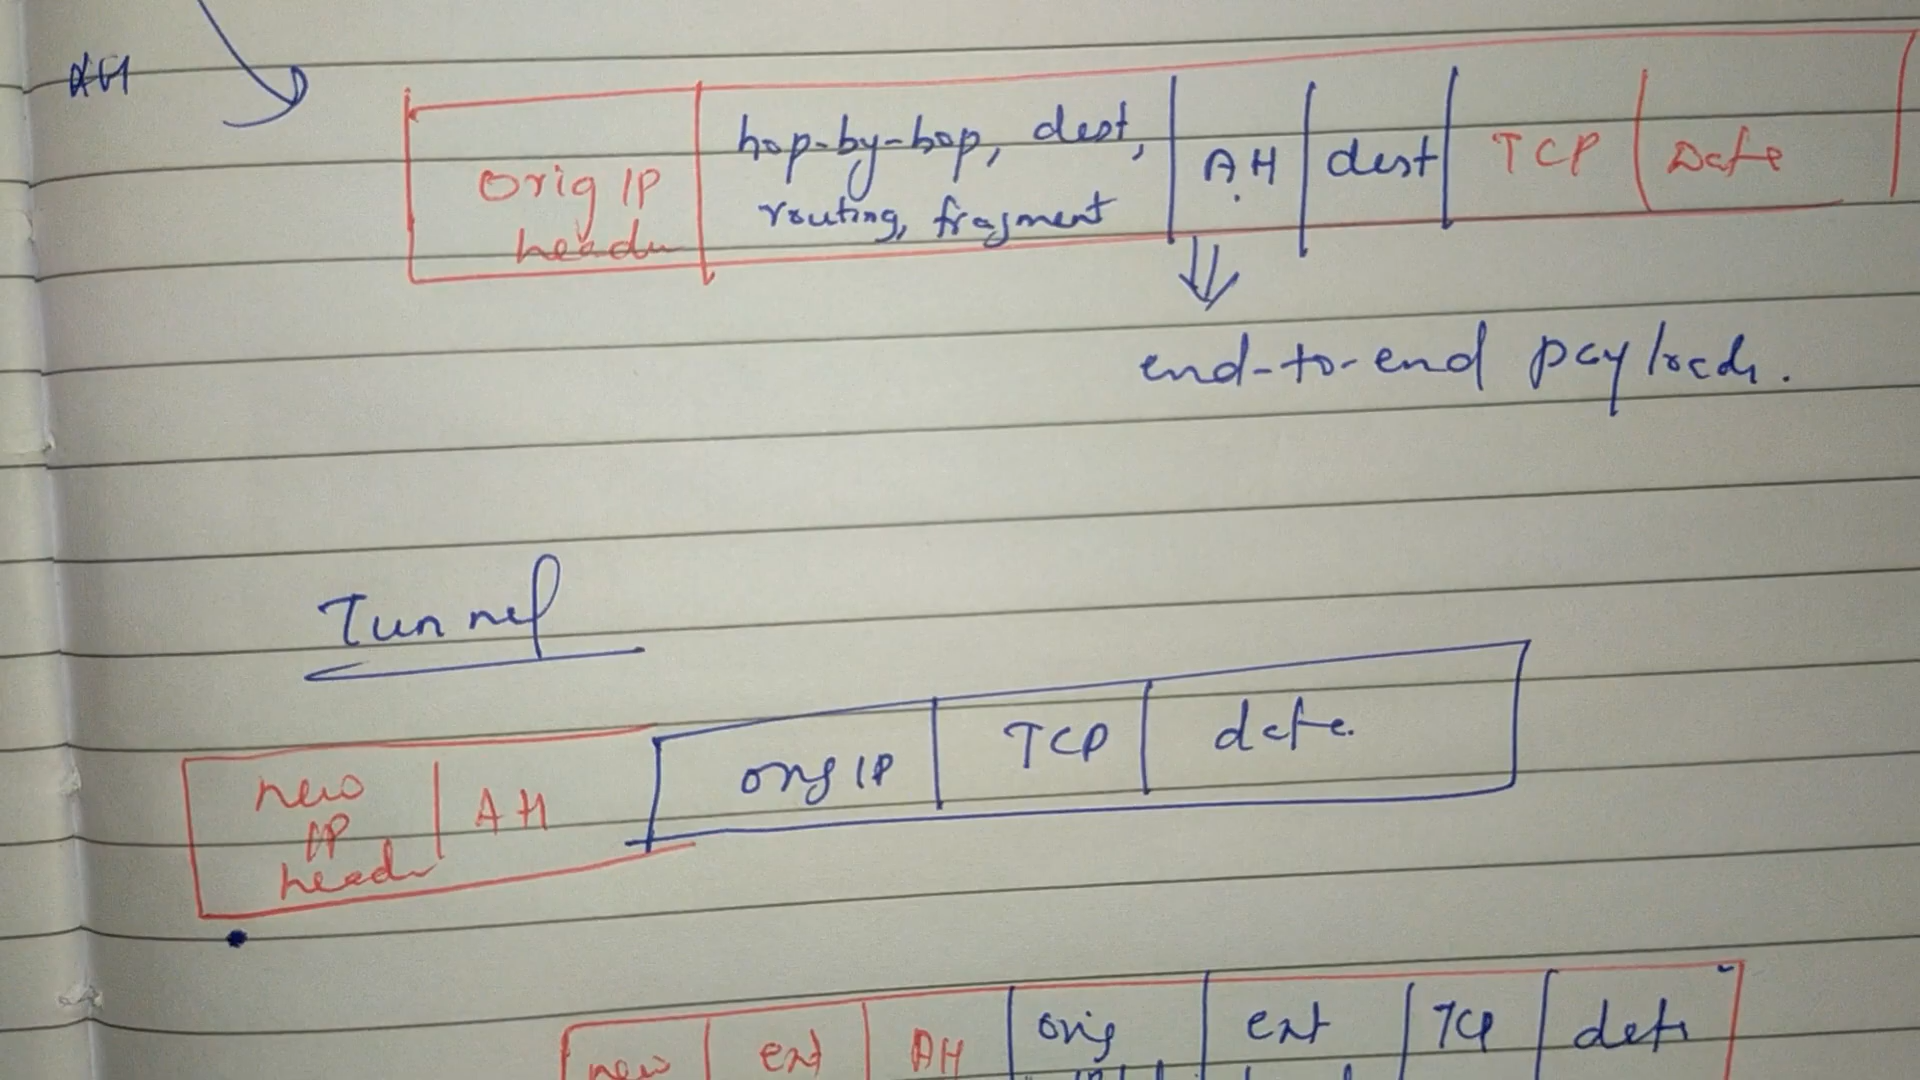 Orig IP header
hop-by-hop, dest,
routing, fragment
AH
dest
TCP
Data
end-to-end payload.
Tunnel
new IP header
AH
orig IP
TCP
data
new
ext
AH
orig
ext
TCP
data